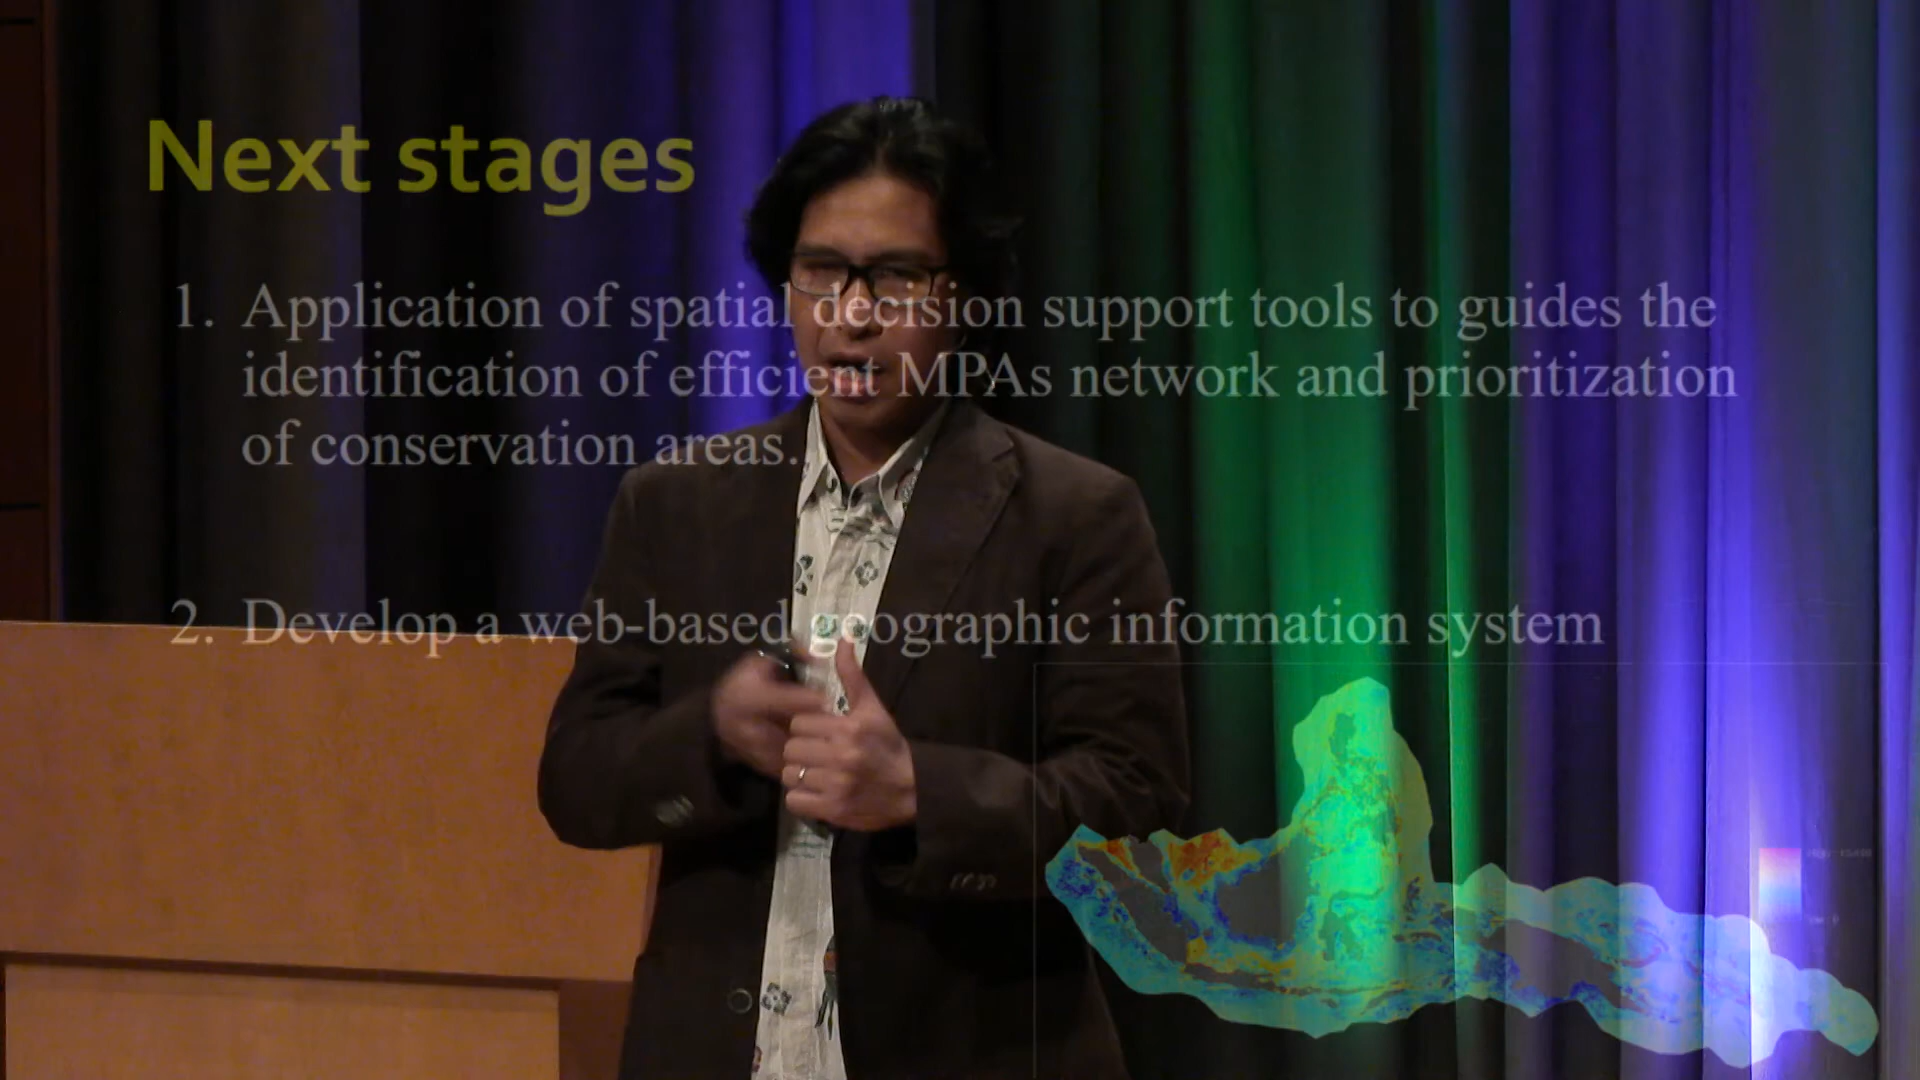 Next stages
1. Application of spatial decision support tools to guides the
identification of efficient MPAs network and prioritization
of conservation areas.
2. Develop a web-based geographic information system